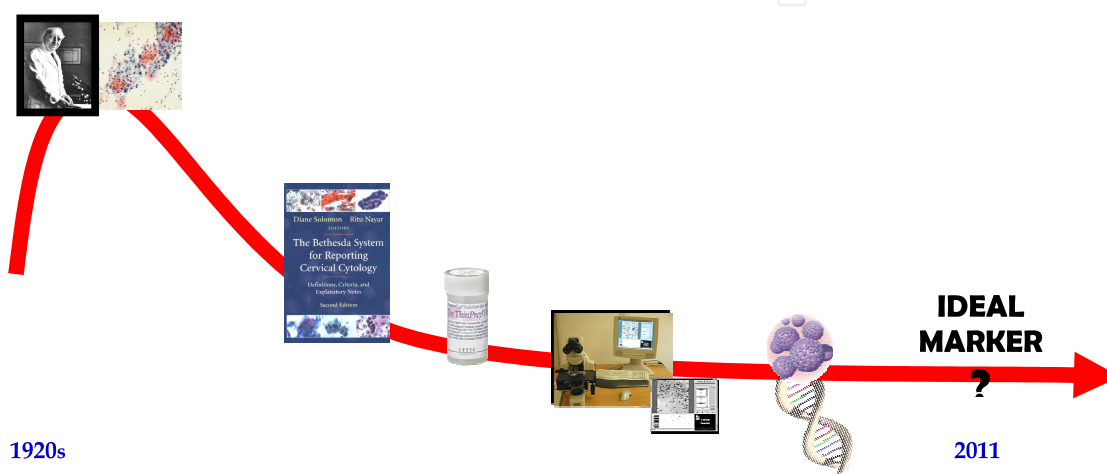 Diane Solomon Ritu Nayar
EDITORS
The Bethesda System
for Reporting
Cervical Cytology
Definitions, Criteria, and
Explanatory Notes
Second Edition
ThinPrep
IDEAL
MARKER
?
1920s
2011